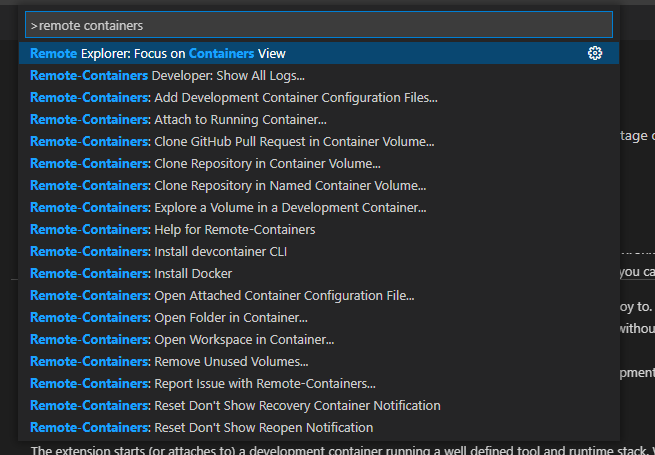 >remote containers
Remote Explorer: Focus on Containers View
Remote-Containers Developer: Show All Logs...
Remote-Containers: Add Development Container Configuration Files...
Remote-Containers: Attach to Running Container...
Remote-Containers: Clone GitHub Pull Request in Container Volume...
tage
Remote-Containers: Clone Repository in Container Volume...
Remote-Containers: Clone Repository in Named Container Volume...
Remote-Containers: Explore a Volume in a Development Container...
Remote-Containers: Help for Remote-Containers
Remote-Containers: Install devcontainer CLI
Remote-Containers: Install Docker
you ca
Remote-Containers: Open Attached Container Configuration File...
oy to.
Remote-Containers: Open Folder in Container...
withou
Remote-Containers: Open Workspace in Container...
Remote-Containers: Remove Unused Volumes...
pment
Remote-Containers: Report Issue with Remote-Containers...
Remote-Containers: Reset Don't Show Recovery Container Notification
Remote-Containers: Reset Don't Show Reopen Notification
The extension starts (or attaches to) a development container running a well defined tool and runtime stack.